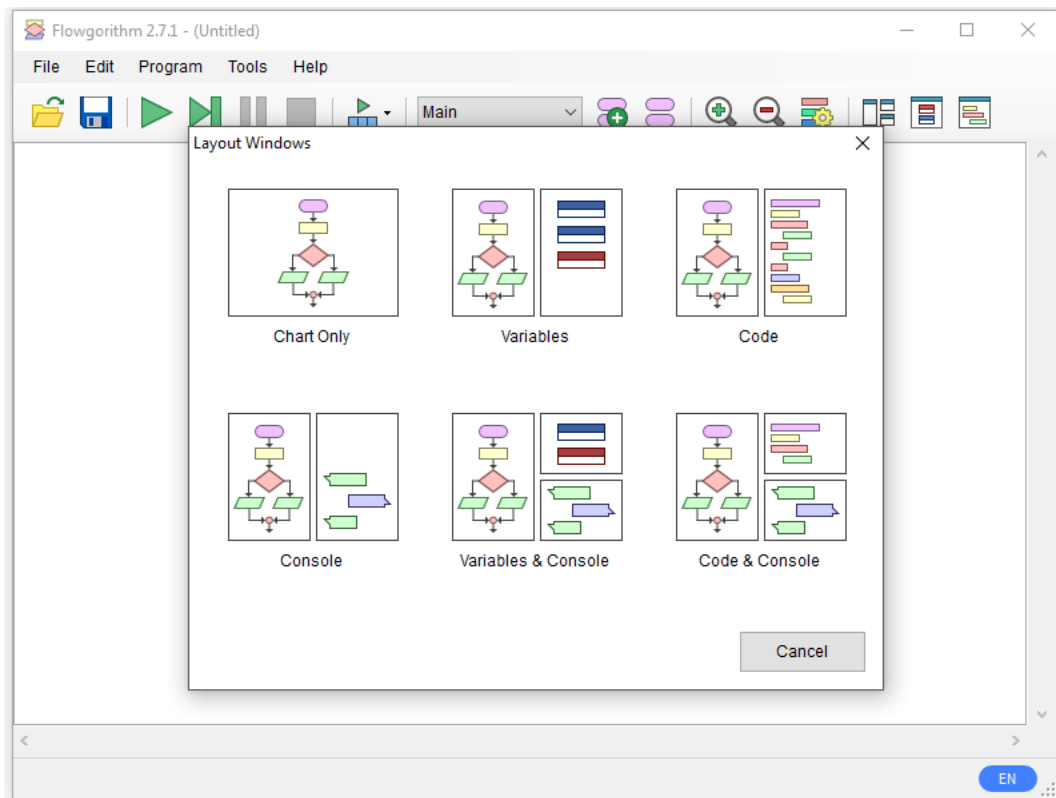 Flowgorithm 2.7.1 - (Untitled)
File Edit Program Tools Help
Main
Layout Windows
Chart Only Variables Code
Console Variables & Console Code & Console
Cancel
EN